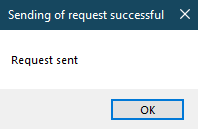 Sending of request successful
Request sent
OK